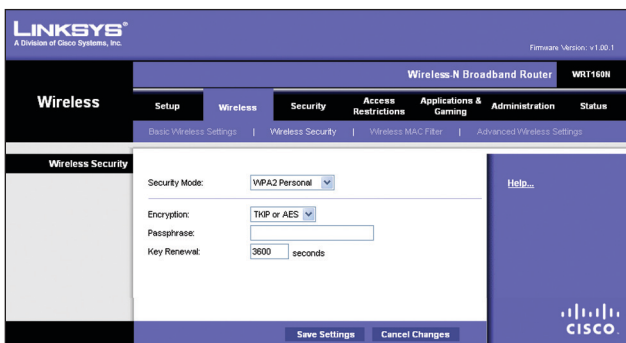 LINKSYS®
A Division of Cisco Systems, Inc.
Firmware Version: v1.00.1
Wireless-N Broadband Router WRT160N
Wireless
Setup Wireless Security Access Restrictions Applications & Gaming Administration Status
Basic Wireless Settings | Wireless Security | Wireless MAC Filter | Advanced Wireless Settings
Wireless Security
Security Mode: WPA2 Personal
Help...
Encryption: TKIP or AES
Passphrase:
Key Renewal: 3600 seconds
Save Settings Cancel Changes
CISCO.